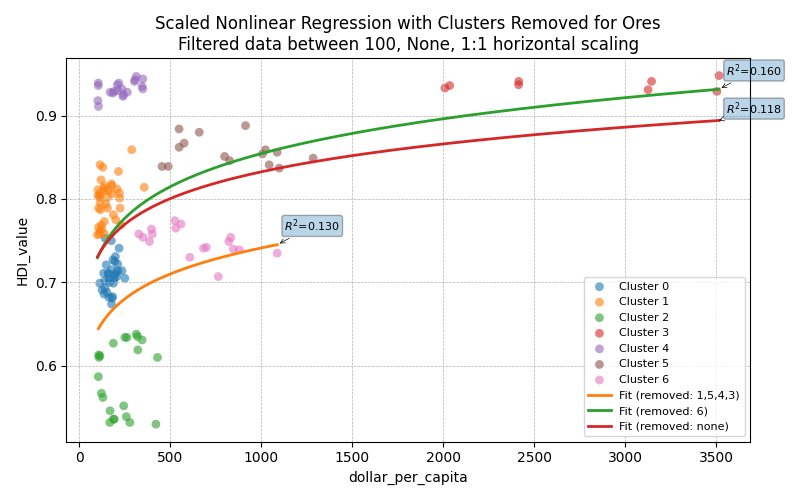 Scaled Nonlinear Regression with Clusters Removed for Ores
Filtered data between 100, None, 1:1 horizontal scaling
R²=0.160
R²=0.118
R²=0.130
HDI_value
0.9
0.8
0.7
0.6
0
500
1000
1500
2000
2500
3000
3500
dollar_per_capita
Cluster 0
Cluster 1
Cluster 2
Cluster 3
Cluster 4
Cluster 5
Cluster 6
Fit (removed: 1,5,4,3)
Fit (removed: 6)
Fit (removed: none)